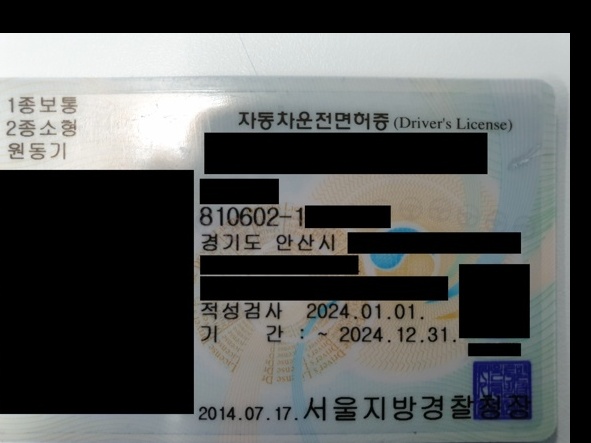 1종보통
2종소형
원동기
자동차운전면허증 (Driver's License)
810602-1
경기도 안산시
적성검사 2024.01.01.
기 간 : ~ 2024.12.31.
2014.07.17. 서울지방경찰청장